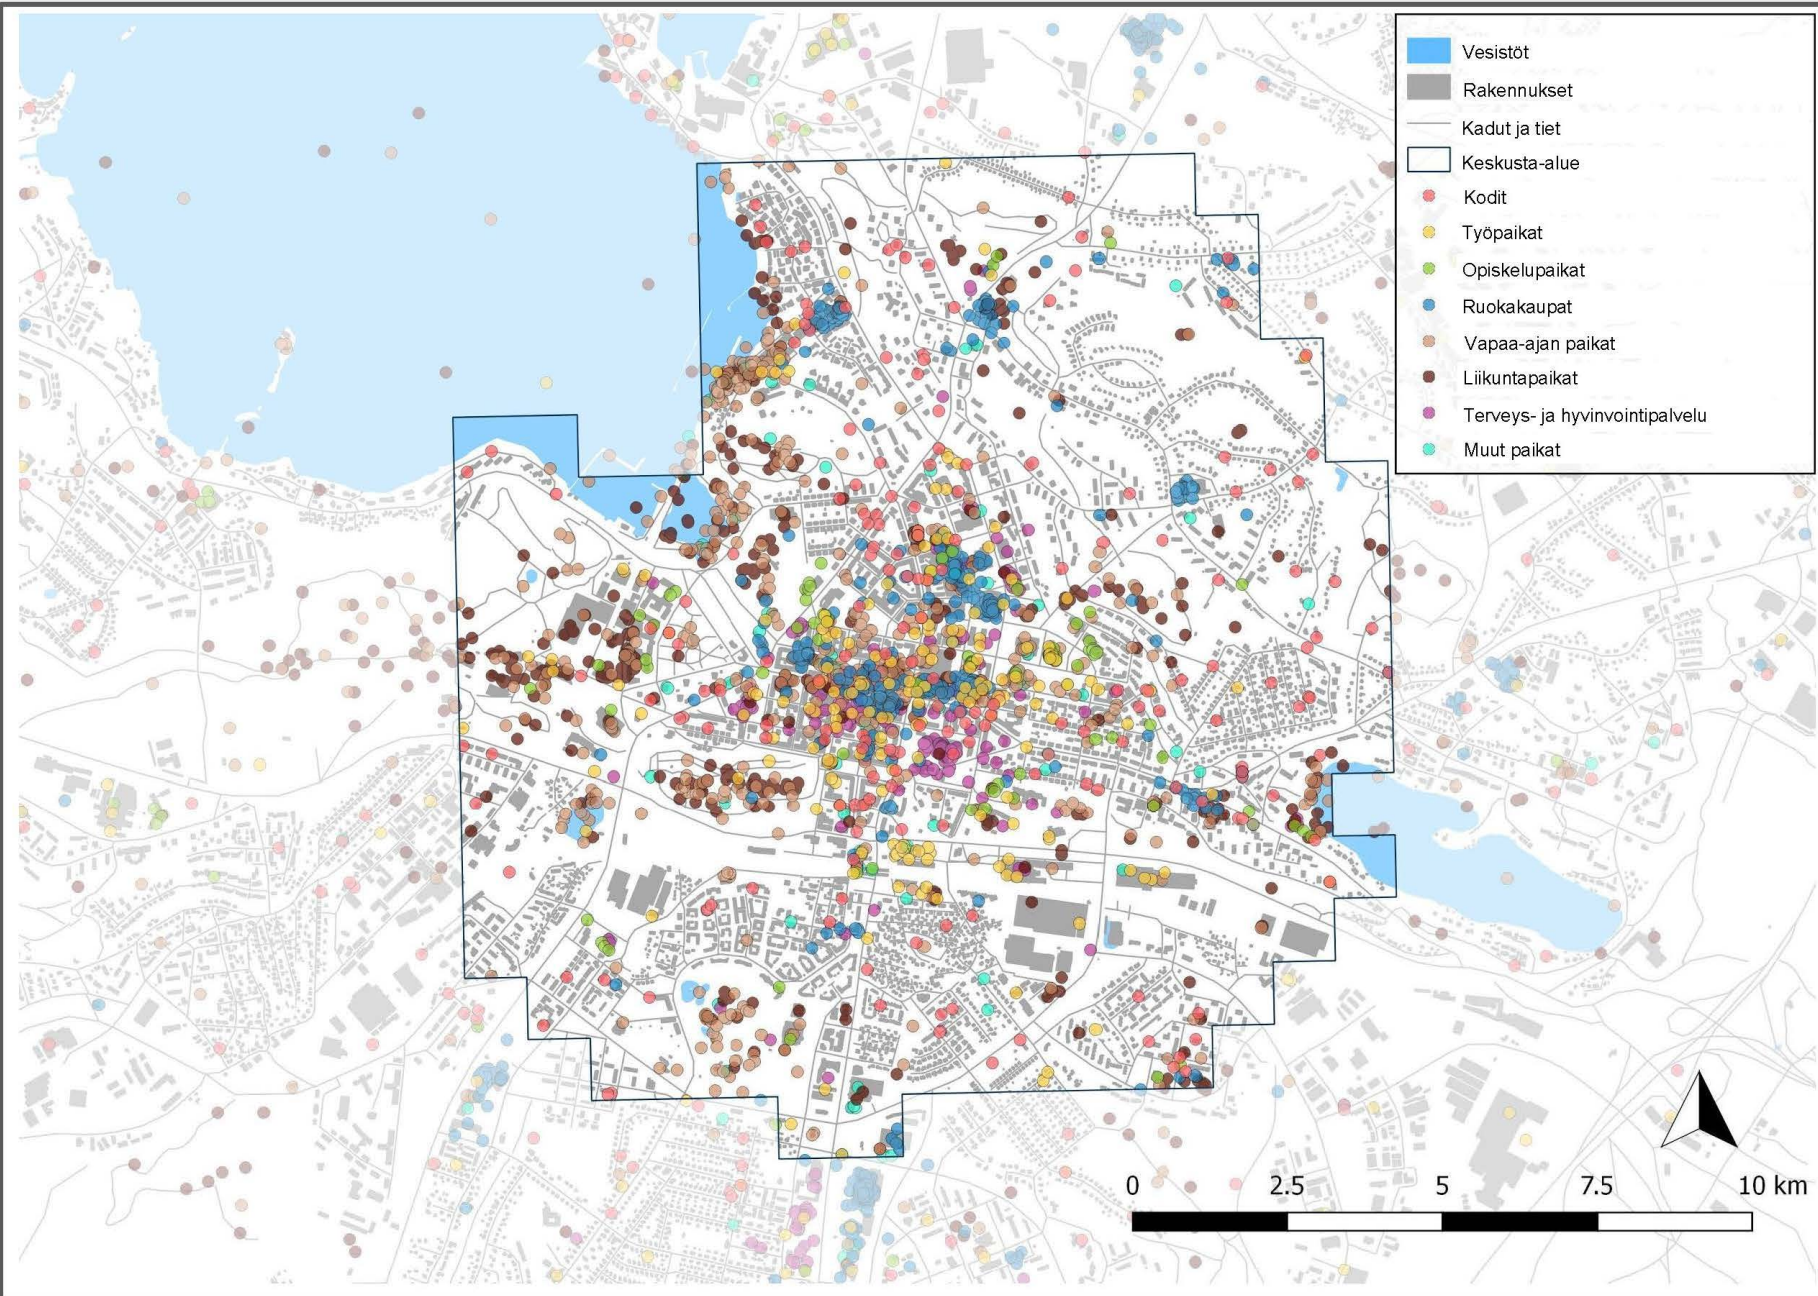 Vesistöt
Rakennukset
Kadut ja tiet
Keskusta-alue
Kodit
Työpaikat
Opiskelupaikat
Ruokakaupat
Vapaa-ajan paikat
Liikuntapaikat
Terveys- ja hyvinvointipalvelu
Muut paikat
0 2.5 5 7.5 10 km